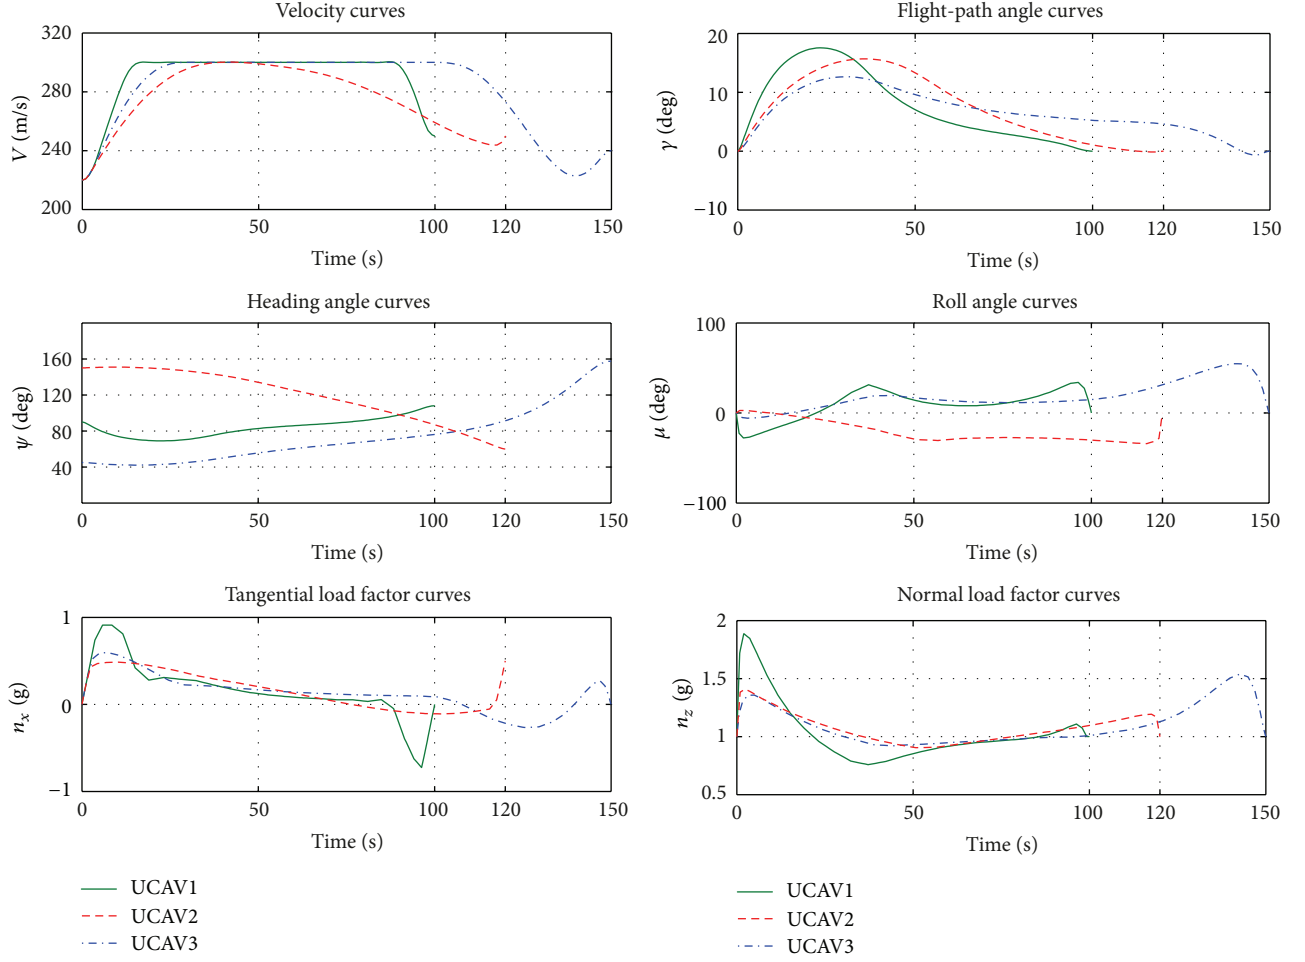 Velocity curves
320
280
240
200
V (m/s)
0 50 100 120 150
Time (s)
Flight-path angle curves
20
10
0
−10
γ (deg)
0 50 100 120 150
Time (s)
Heading angle curves
160
120
80
40
ψ (deg)
0 50 100 120 150
Time (s)
Roll angle curves
100
0
−100
μ (deg)
0 50 100 120 150
Time (s)
Tangential load factor curves
1
0
−1
n_x (g)
0 50 100 120 150
Time (s)
Normal load factor curves
2
1.5
1
0.5
n_z (g)
0 50 100 120 150
Time (s)
UCAV1
UCAV2
UCAV3
UCAV1
UCAV2
UCAV3